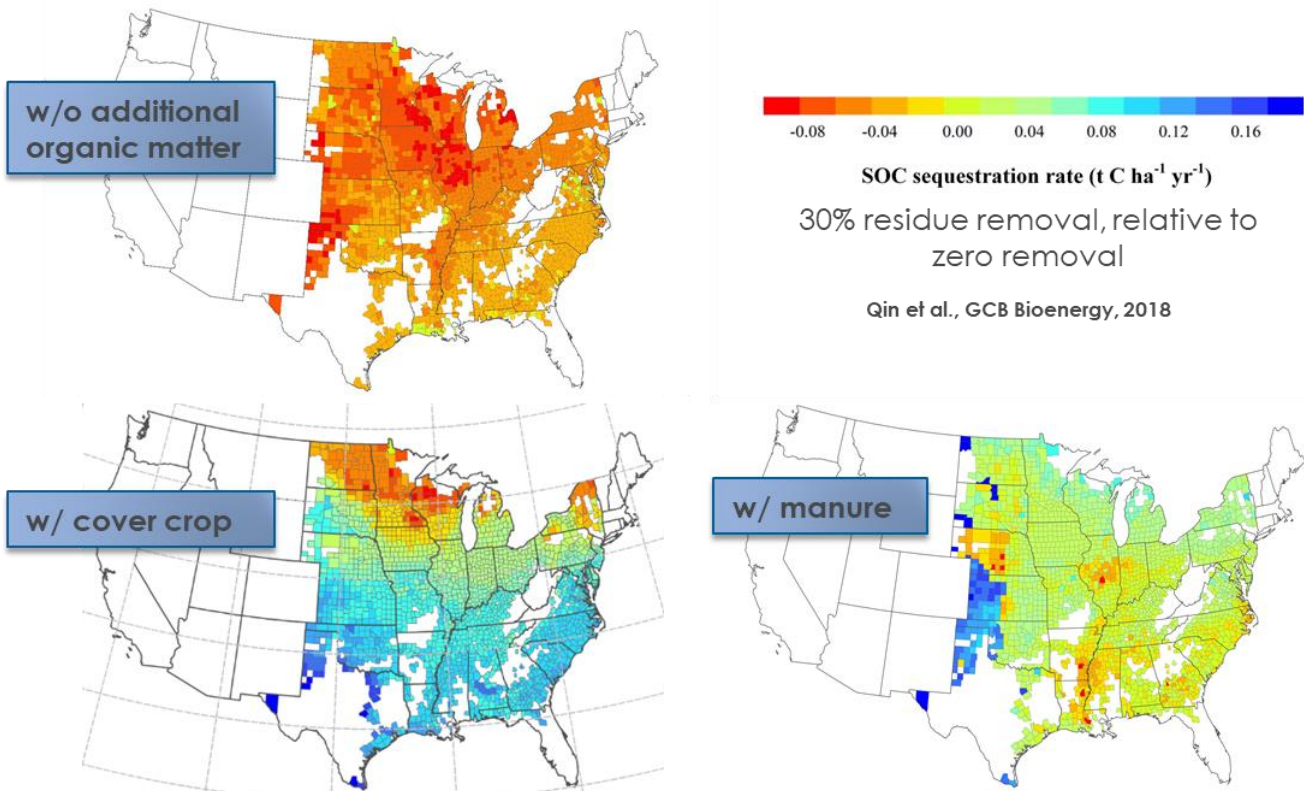 w/o additional
organic matter
-0.08 -0.04 0.00 0.04 0.08 0.12 0.16
SOC sequestration rate (t C ha⁻¹ yr⁻¹)
30% residue removal, relative to
zero removal
Qin et al., GCB Bioenergy, 2018
w/ cover crop
w/ manure